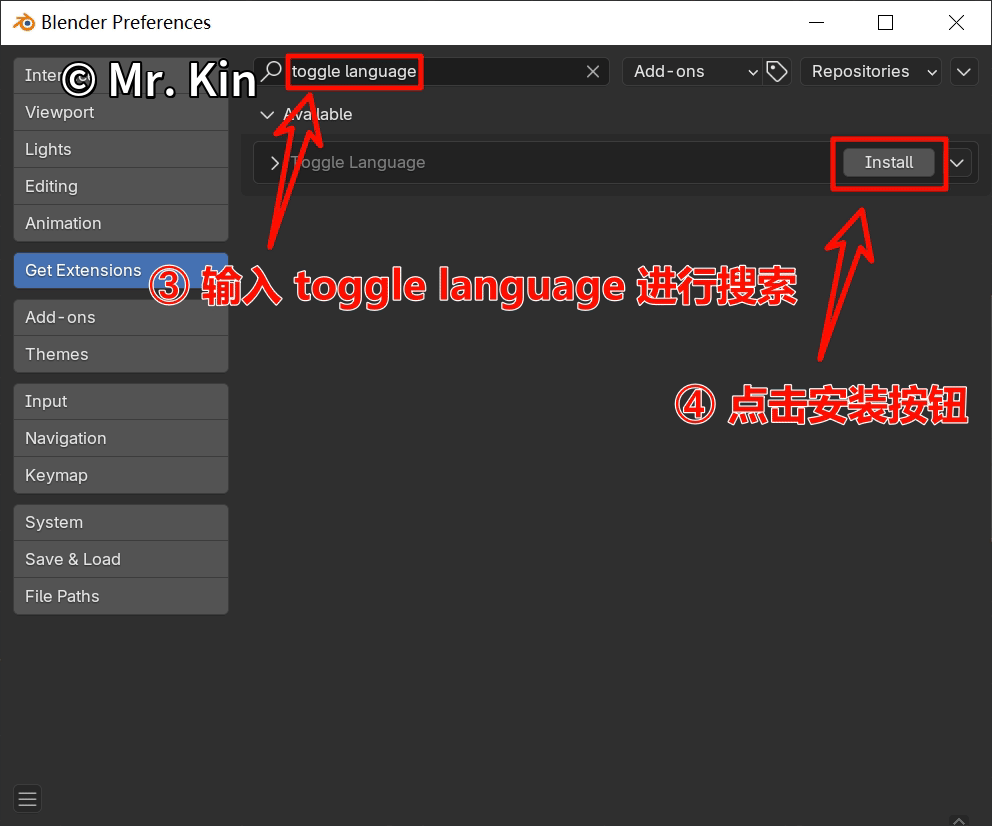 Blender Preferences
© Mr. Kin
toggle language
Add-ons
Repositories
Viewport
Lights
Editing
Animation
Get Extensions
Add-ons
Themes
Input
Navigation
Keymap
System
Save & Load
File Paths
Available
Toggle Language
Install
③ 输入 toggle language 进行搜索
④ 点击安装按钮